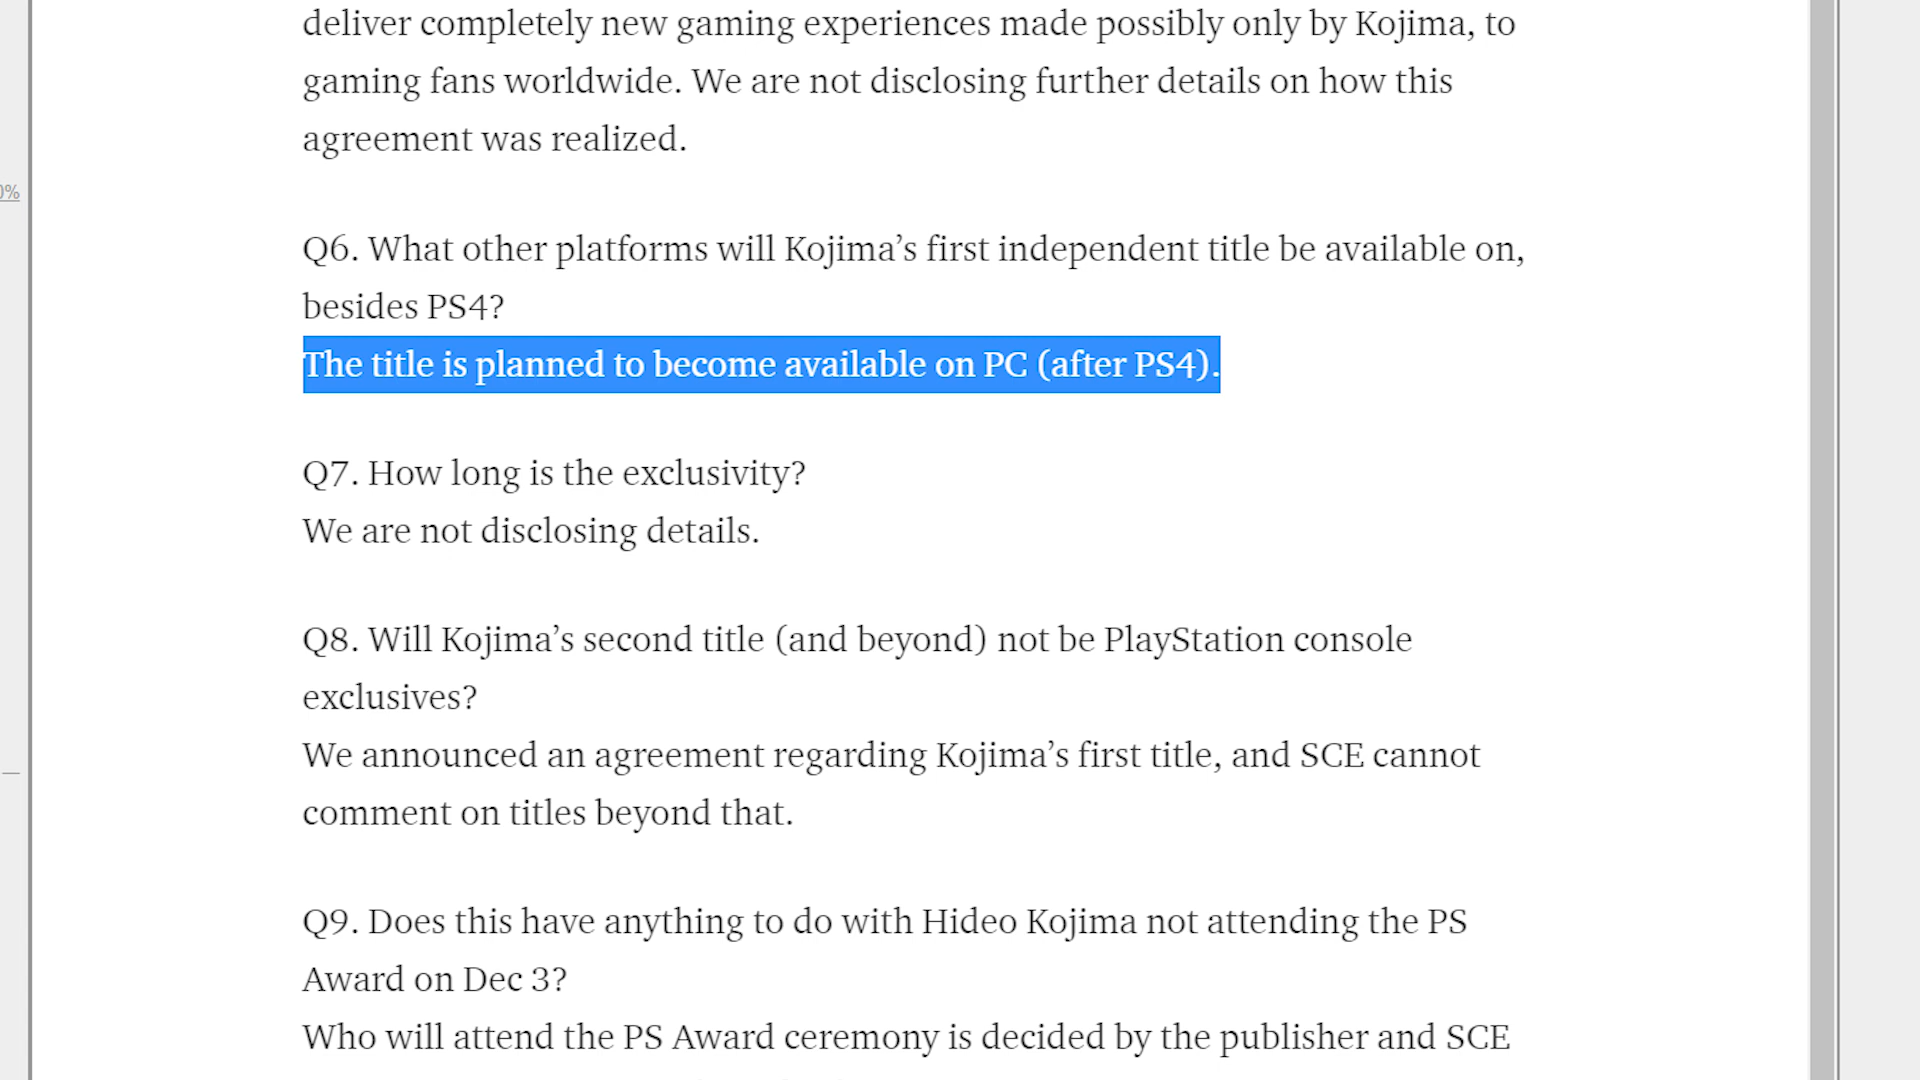 deliver completely new gaming experiences made possibly only by Kojima, to
gaming fans worldwide. We are not disclosing further details on how this
agreement was realized.
0%
Q6. What other platforms will Kojima’s first independent title be available on,
besides PS4?
The title is planned to become available on PC (after PS4).
Q7. How long is the exclusivity?
We are not disclosing details.
Q8. Will Kojima’s second title (and beyond) not be PlayStation console
exclusives?
We announced an agreement regarding Kojima’s first title, and SCE cannot
comment on titles beyond that.
Q9. Does this have anything to do with Hideo Kojima not attending the PS
Award on Dec 3?
Who will attend the PS Award ceremony is decided by the publisher and SCE